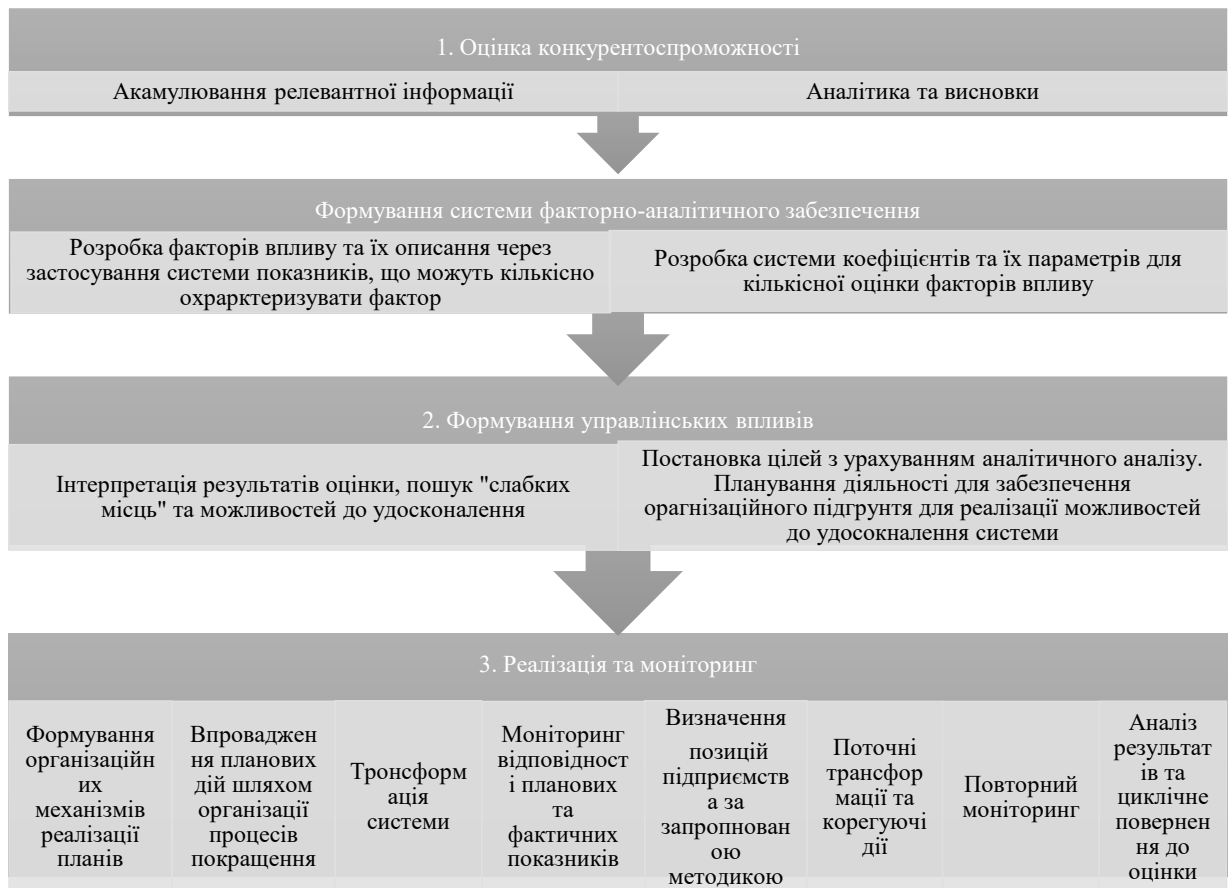 1. Оцінка конкурентоспроможності
Акамулювання релевантної інформації
Аналітика та висновки
Формування системи факторно-аналітичного забезпечення
Розробка факторів впливу та їх описання через
застосування системи показників, що можуть кількісно
охрарктеризувати фактор
Розробка системи коефіцієнтів та їх параметрів для
кількісної оцінки факторів впливу
2. Формування управлінських впливів
Інтерпретація результатів оцінки, пошук "слабких
місць" та можливостей до удосконалення
Постановка цілей з урахуванням аналітичного аналізу.
Планування діяльності для забезпечення
орагнізаційного підгрунтя для реалізації можливостей
до удосокналення системи
3. Реалізація та моніторинг
Формування
організаційн
их
механізмів
реалізації
планів
Впроваджен
ня планових
дій шляхом
організації
процесів
покращення
Тронсформ
ація
системи
Моніторинг
відповідност
і планових
та
фактичних
показників
Визначення
позицій
підприємств
а за
запропнован
ою
методикою
Поточні
трансфор
мації та
корегуючі
дії
Повторний
моніторинг
Аналіз
результат
ів та
циклічне
повернен
ня до
оцінки